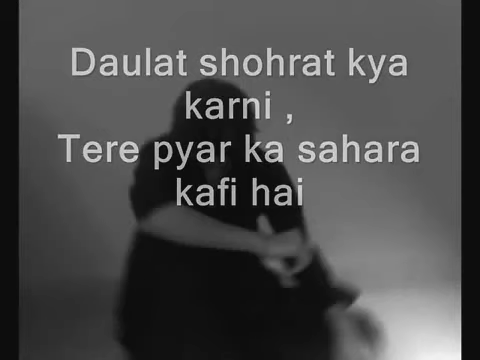 Daulat shohrat kya
karni ,
Tere pyar ka sahara
kafi hai